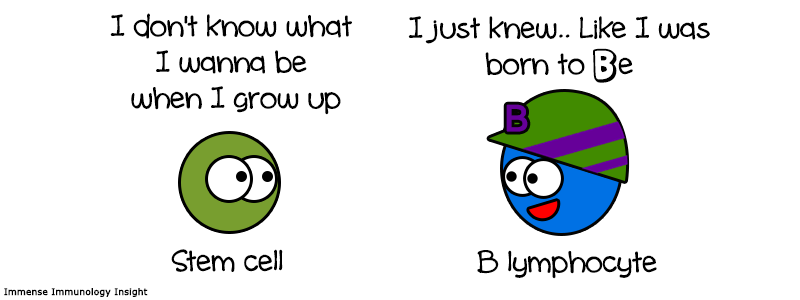 I don't know what
I wanna be
when I grow up
I just knew.. Like I was
born to Be
B
Stem cell
B lymphocyte
Immense Immunology Insight